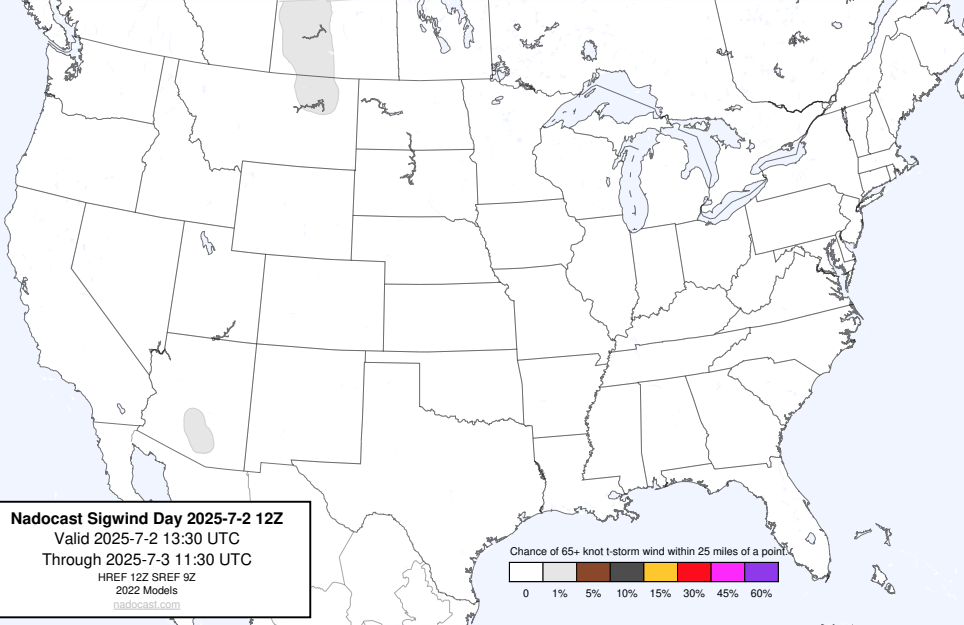 Nadocast Sigwind Day 2025-7-2 12Z
Valid 2025-7-2 13:30 UTC
Through 2025-7-3 11:30 UTC
HREF 12Z SREF 9Z
2022 Models
nadocast.com
Chance of 65+ knot t-storm wind within 25 miles of a point.
0 1% 5% 10% 15% 30% 45% 60%